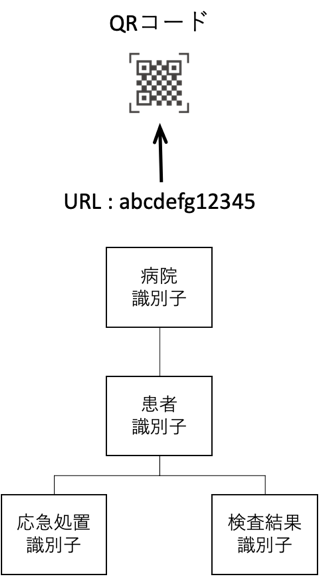 QRコード
URL : abcdefg12345
病院
識別子
患者
識別子
応急処置
識別子
検査結果
識別子